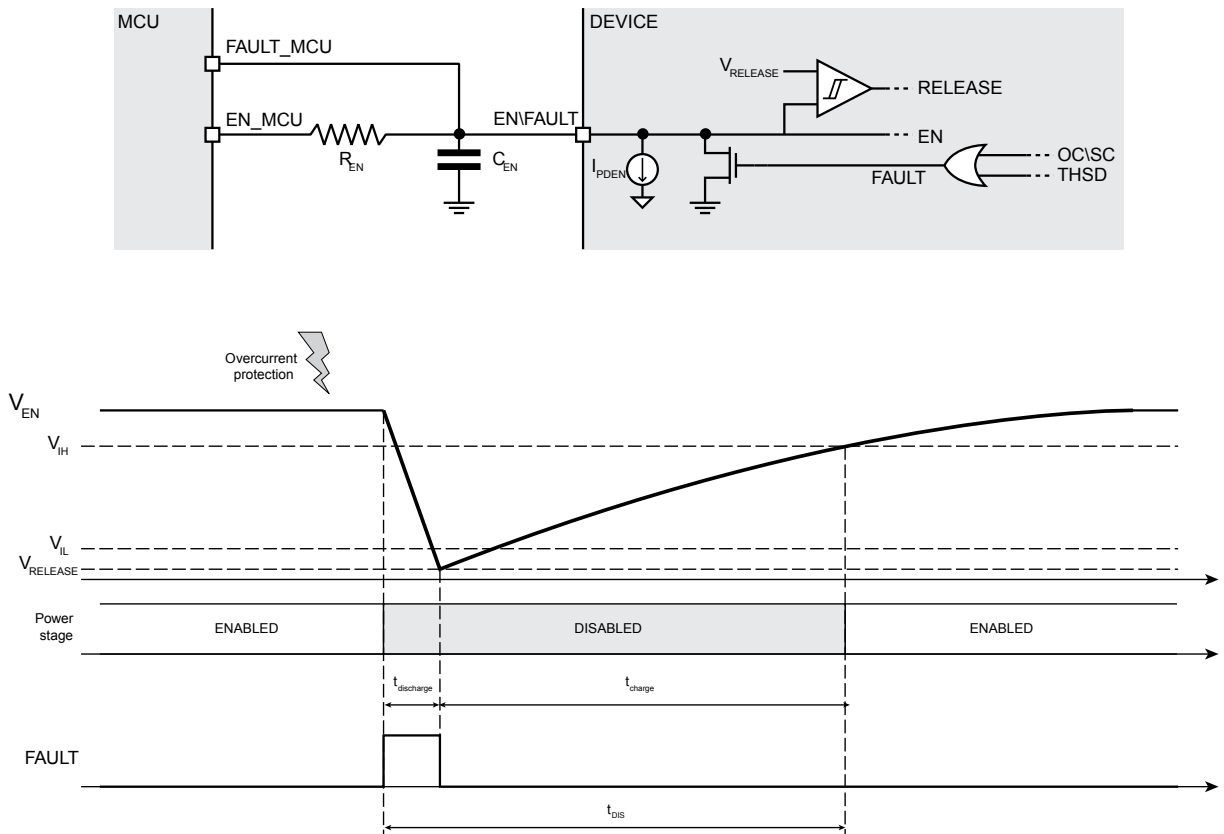 MCU
DEVICE
FAULT_MCU
V_RELEASE
RELEASE
EN_MCU
EN\FAULT
EN
R_EN
C_EN
I_PDEN
FAULT
OC\SC
THSD
Overcurrent
protection
V_EN
V_IH
V_IL
V_RELEASE
Power
stage
ENABLED
DISABLED
ENABLED
t_discharge
t_charge
FAULT
t_DIS